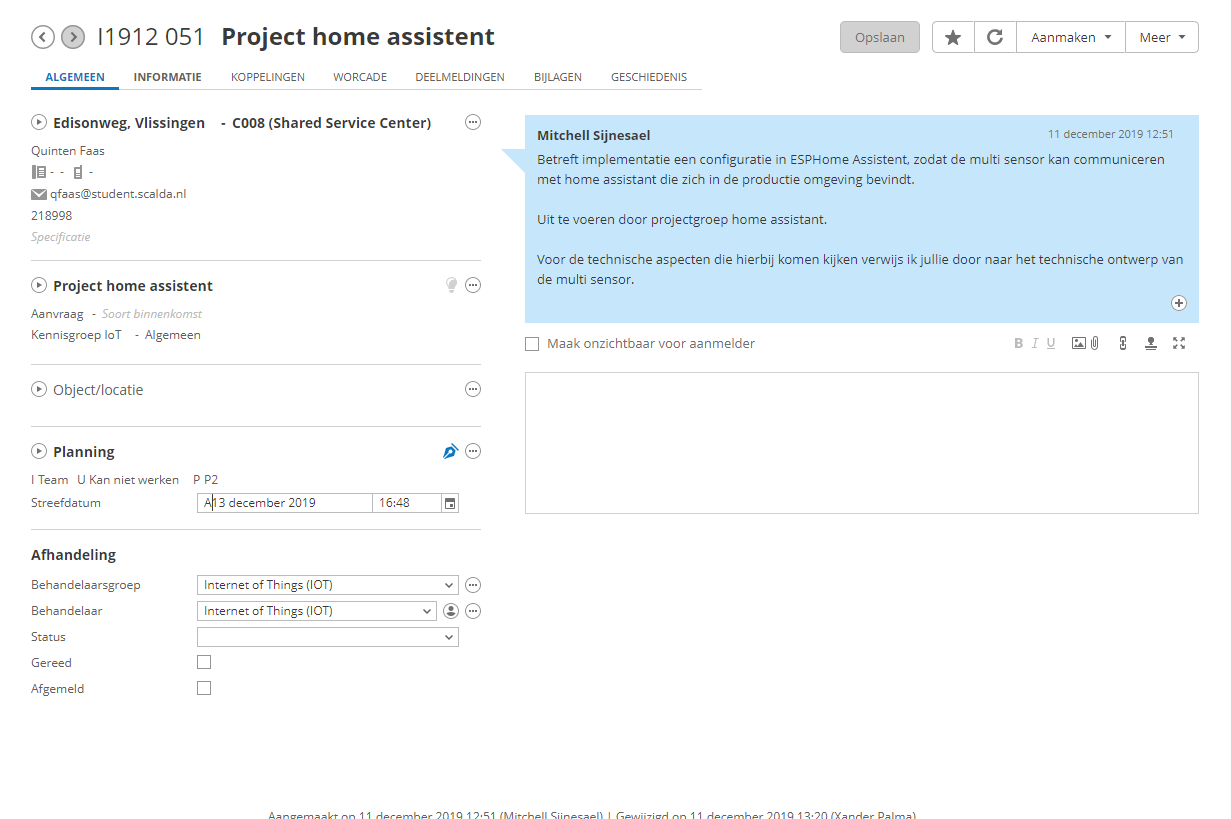 I1912 051 Project home assistent
Opslaan Aanmaken Meer
ALGEMEEN INFORMATIE KOPPELINGEN WORCADE DEELMELDINGEN BIJLAGEN GESCHIEDENIS
Edisonweg, Vlissingen - C008 (Shared Service Center)
Quinten Faas
- - -
qfaas@student.scalda.nl
218998
Specificatie
Project home assistent
Aanvraag - Soort binnenkomst
Kennisgroep IoT - Algemeen
Object/locatie
Planning
I Team U Kan niet werken P P2
Streefdatum A13 december 2019 16:48
Afhandeling
Behandelaarsgroep Internet of Things (IOT)
Behandelaar Internet of Things (IOT)
Status
Gereed
Afgemeld
Mitchell Sijnesael 11 december 2019 12:51
Betreft implementatie een configuratie in ESPHome Assistent, zodat de multi sensor kan communiceren
met home assistant die zich in de productie omgeving bevindt.
Uit te voeren door projectgroep home assistant.
Voor de technische aspecten die hierbij komen kijken verwijs ik jullie door naar het technische ontwerp van
de multi sensor.
Maak onzichtbaar voor aanmelder B I U
Aangemaakt op 11 december 2019 12:51 (Mitchell Sijnesael) | Gewijzigd op 11 december 2019 13:20 (Xander Palma)